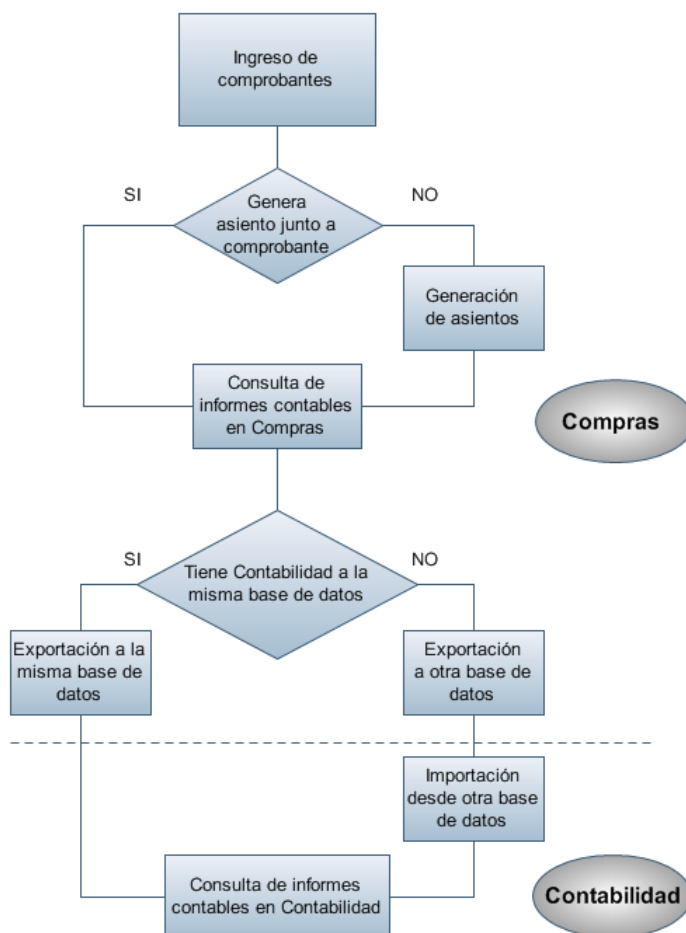 Ingreso de
comprobantes
SI
NO
Genera
asiento junto a
comprobante
Generación
de asientos
Consulta de
informes contables
en Compras
Compras
SI
NO
Tiene Contabilidad a la
misma base de datos
Exportación a la
misma base de
datos
Exportación
a otra base de
datos
Importación
desde otra base
de datos
Consulta de informes
contables en Contabilidad
Contabilidad